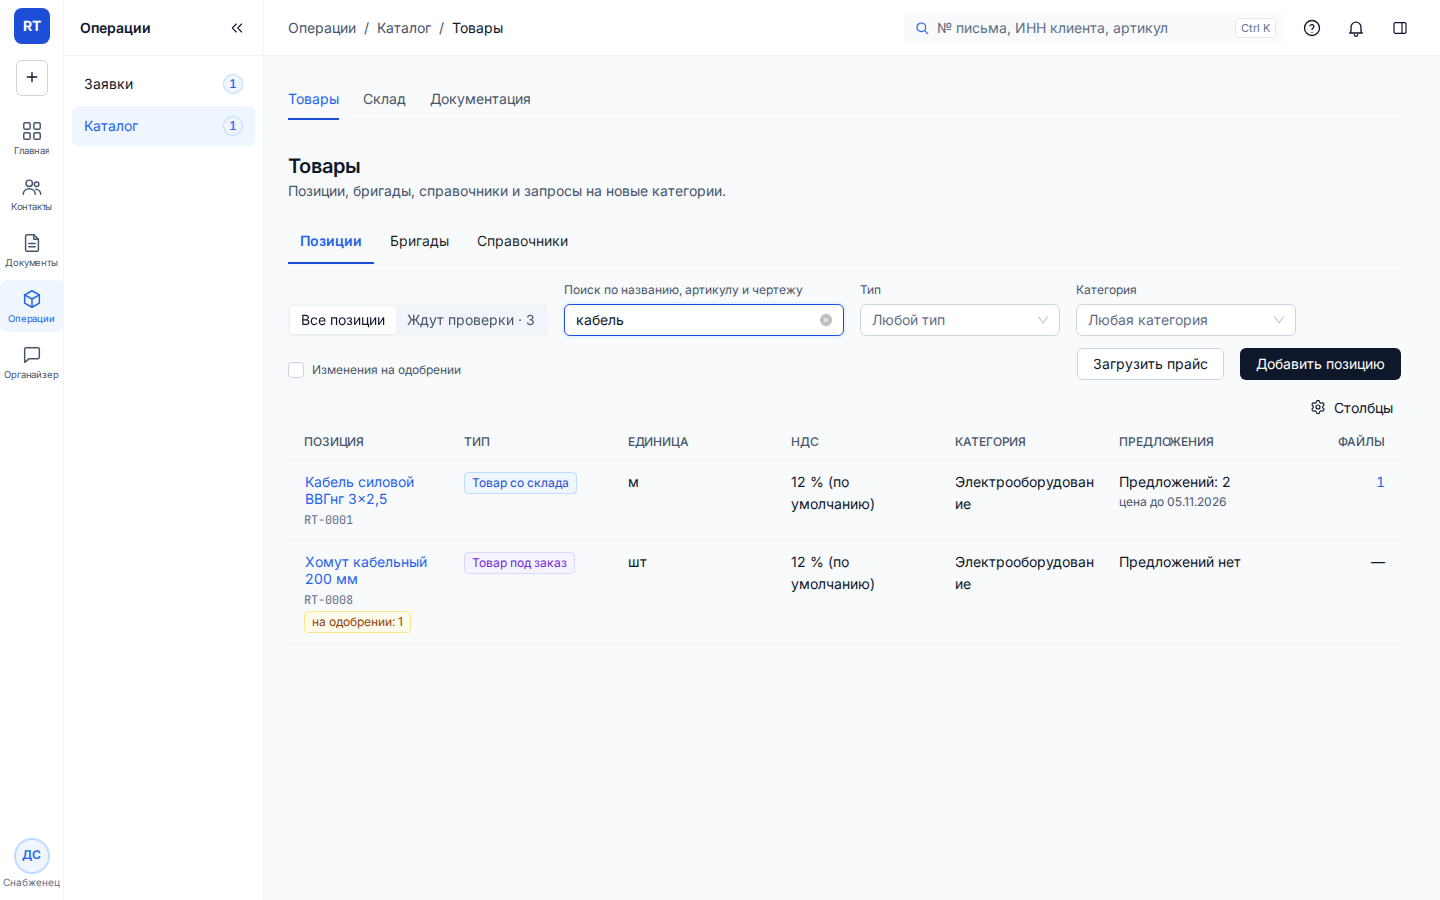 RT
Операции
Операции / Каталог / Товары
№ письма, ИНН клиента, артикул
Ctrl K
Главная
Контакты
Документы
Операции
Органайзер
ДС
Снабженец
Заявки 1
Каталог 1
Товары
Склад
Документация
Товары
Позиции, бригады, справочники и запросы на новые категории.
Позиции
Бригады
Справочники
Поиск по названию, артикулу и чертежу
Тип
Категория
Все позиции
Ждут проверки · 3
кабель
Любой тип
Любая категория
Изменения на одобрении
Загрузить прайс
Добавить позицию
Столбцы
ПОЗИЦИЯ ТИП ЕДИНИЦА НДС КАТЕГОРИЯ ПРЕДЛОЖЕНИЯ ФАЙЛЫ
Кабель силовой
ВВГнг 3×2,5
RT-0001
Товар со склада
м
12 % (по
умолчанию)
Электрооборудован
ие
Предложений: 2
цена до 05.11.2026
1
Хомут кабельный
200 мм
RT-0008
на одобрении: 1
Товар под заказ
шт
12 % (по
умолчанию)
Электрооборудован
ие
Предложений нет
—